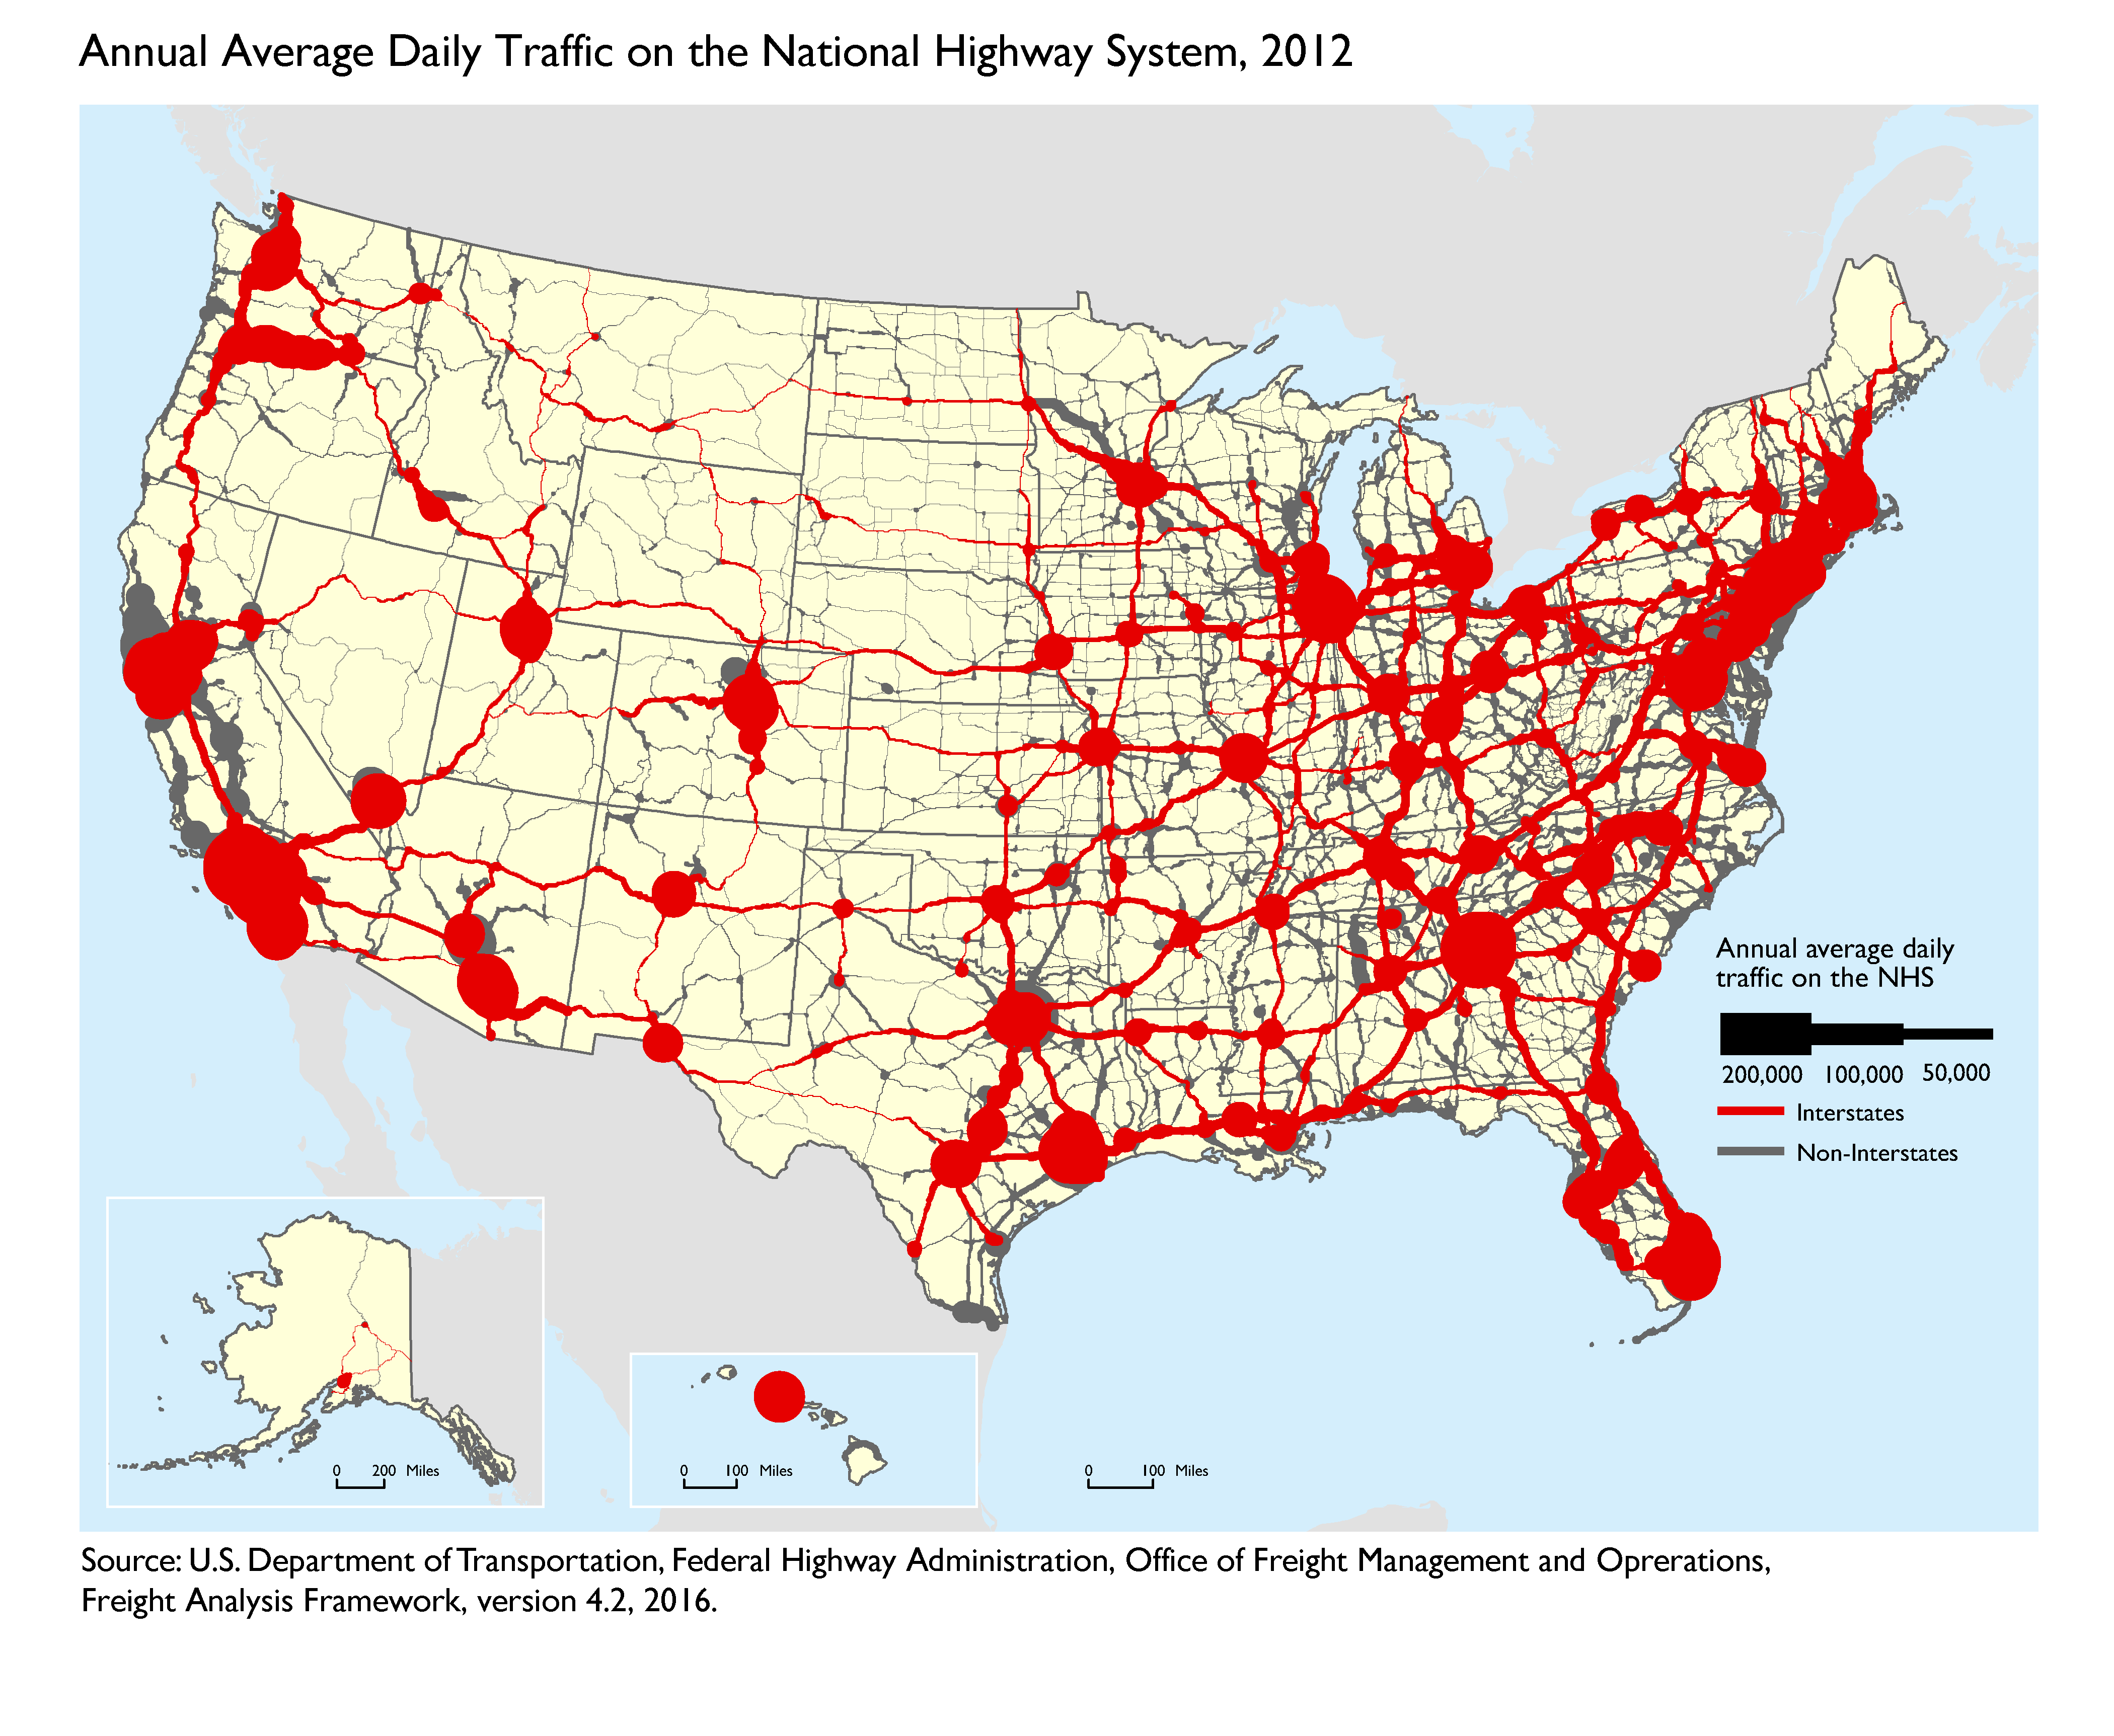 Annual Average Daily Traffic on the National Highway System, 2012
Annual average daily
traffic on the NHS
200,000 100,000 50,000
Interstates
Non-Interstates
0 200 Miles
0 100 Miles
0 100 Miles
Source: U.S. Department of Transportation, Federal Highway Administration, Office of Freight Management and Oprerations,
Freight Analysis Framework, version 4.2, 2016.